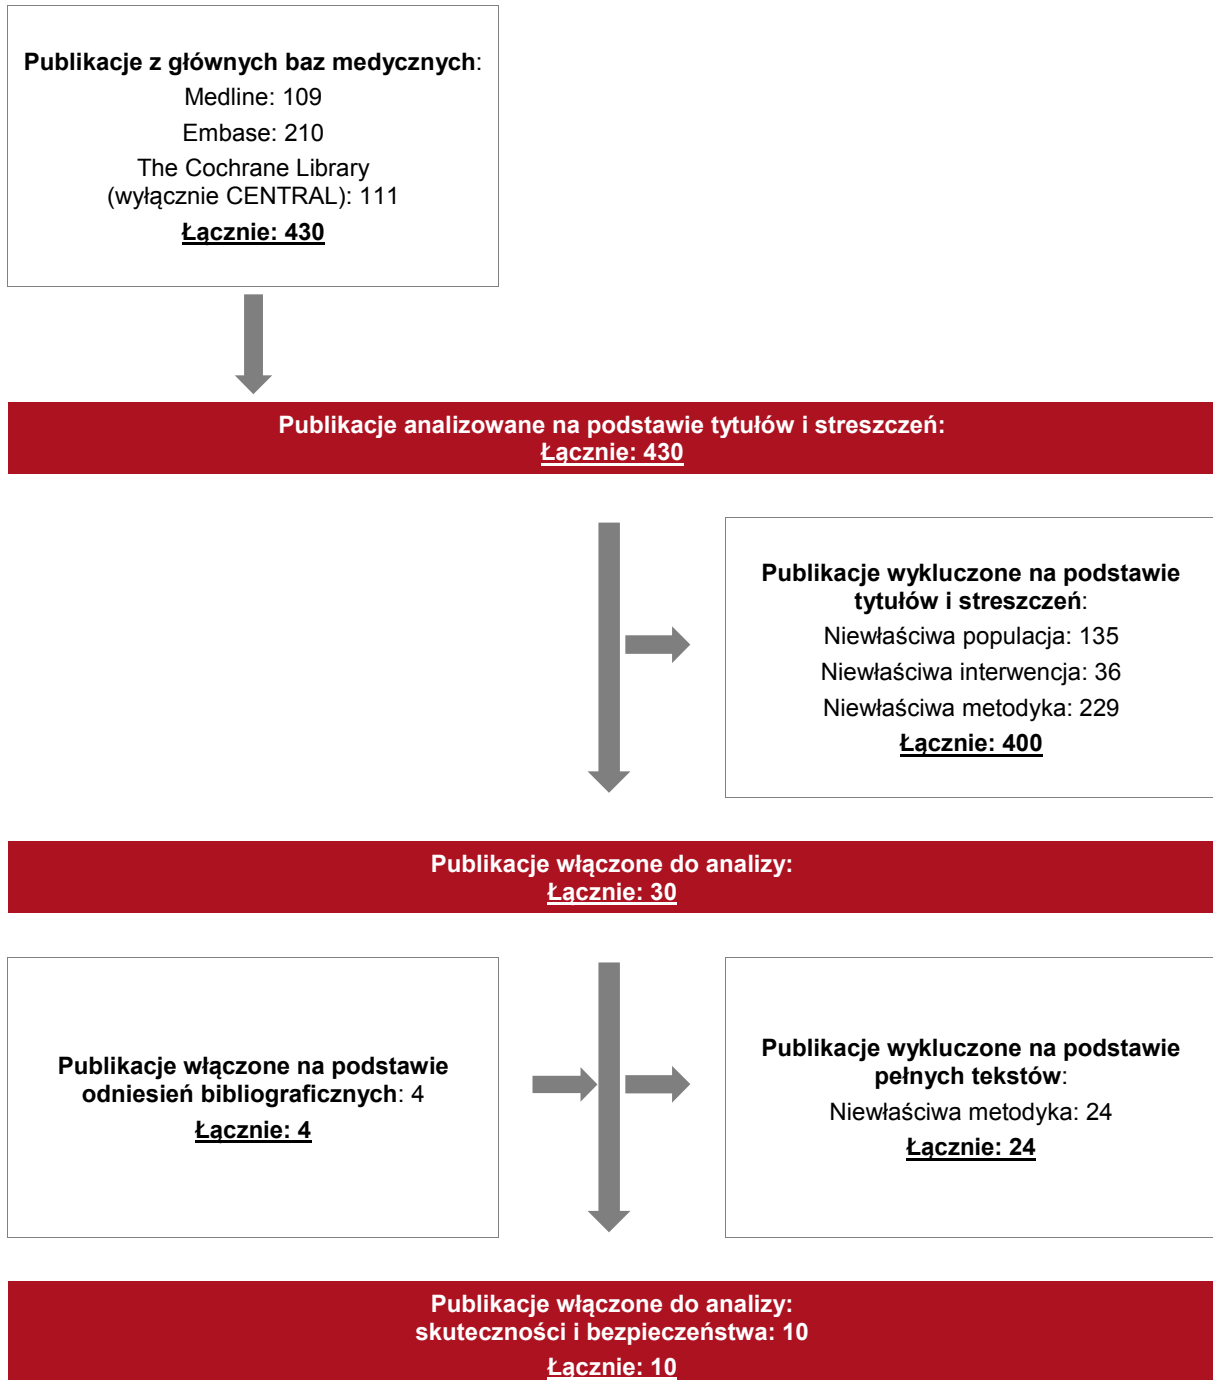 Publikacje z głównych baz medycznych:
Medline: 109
Embase: 210
The Cochrane Library
(wyłącznie CENTRAL): 111
Łącznie: 430
Publikacje analizowane na podstawie tytułów i streszczeń:
Łącznie: 430
Publikacje wykluczone na podstawie
tytułów i streszczeń:
Niewłaściwa populacja: 135
Niewłaściwa interwencja: 36
Niewłaściwa metodyka: 229
Łącznie: 400
Publikacje włączone do analizy:
Łącznie: 30
Publikacje włączone na podstawie
odniesień bibliograficznych: 4
Łącznie: 4
Publikacje wykluczone na podstawie
pełnych tekstów:
Niewłaściwa metodyka: 24
Łącznie: 24
Publikacje włączone do analizy:
skuteczności i bezpieczeństwa: 10
Łącznie: 10